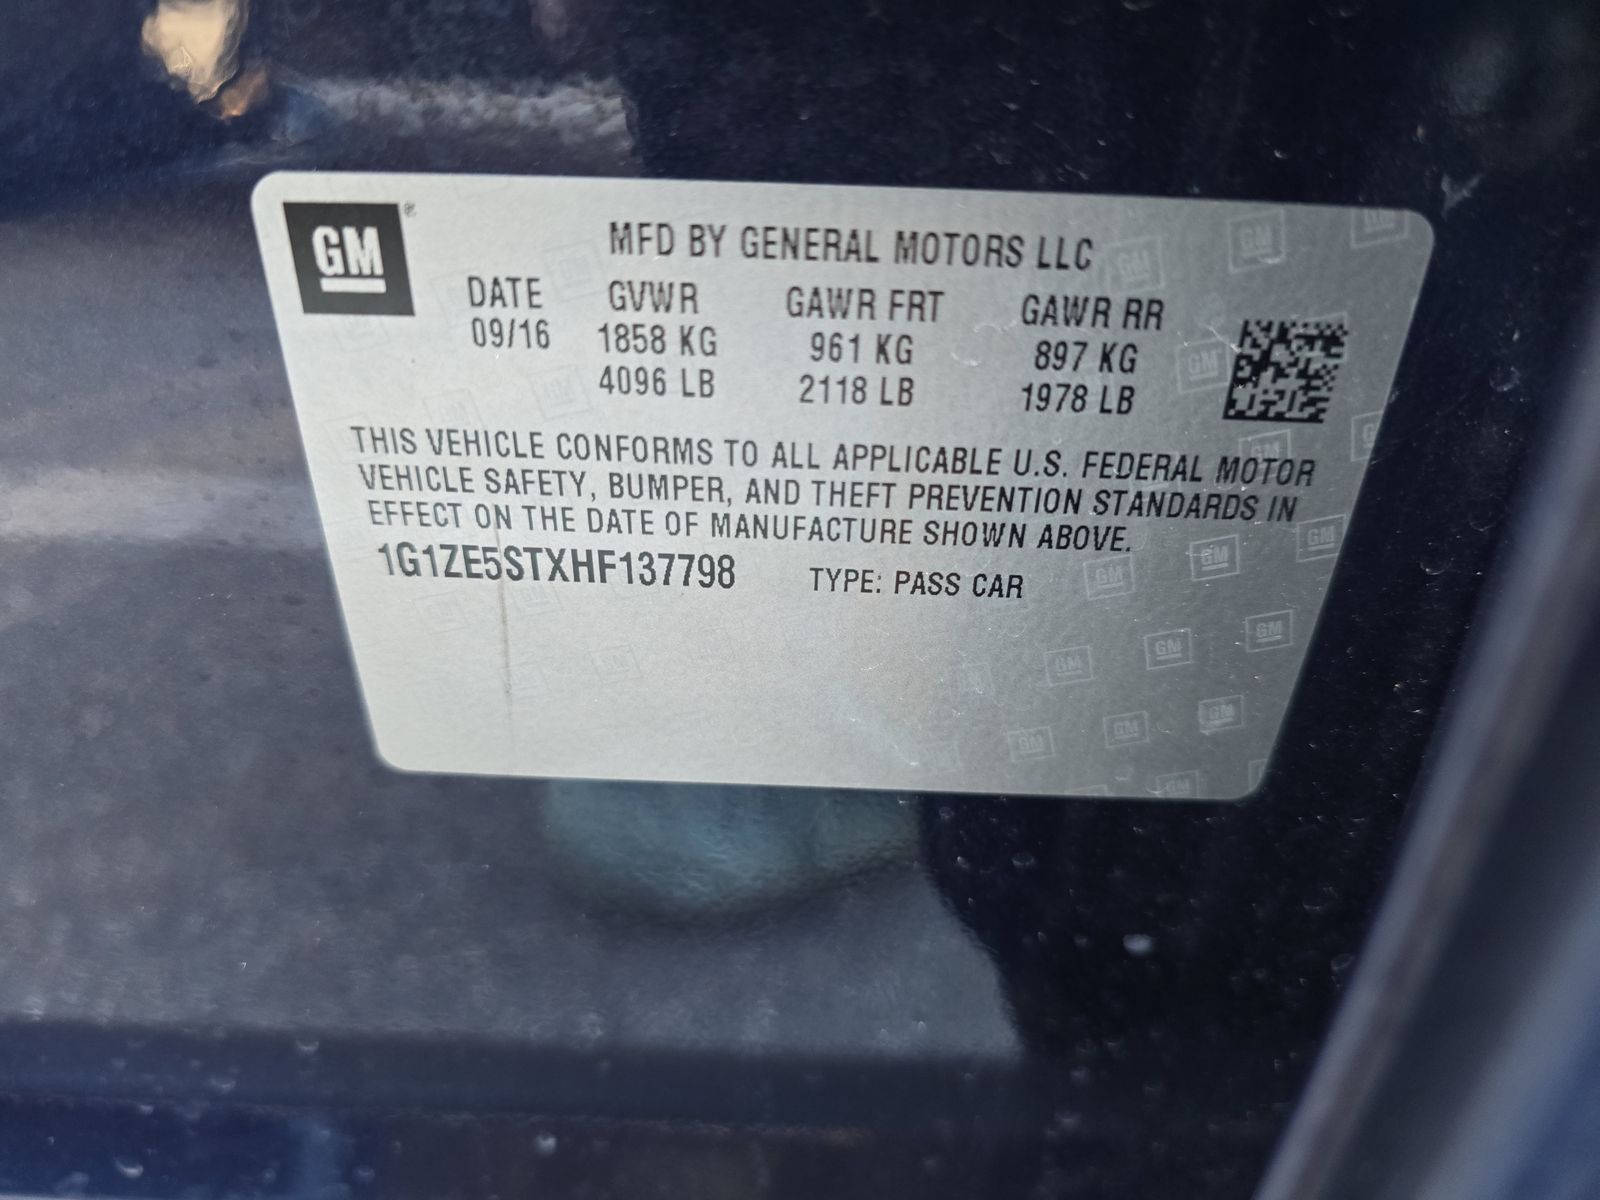 GM ®
MFD BY GENERAL MOTORS LLC
DATE GVWR GAWR FRT GAWR RR
09/16 1858 KG 961 KG 897 KG
4096 LB 2118 LB 1978 LB
THIS VEHICLE CONFORMS TO ALL APPLICABLE U.S. FEDERAL MOTOR
VEHICLE SAFETY, BUMPER, AND THEFT PREVENTION STANDARDS IN
EFFECT ON THE DATE OF MANUFACTURE SHOWN ABOVE.
1G1ZE5STXHF137798 TYPE: PASS CAR